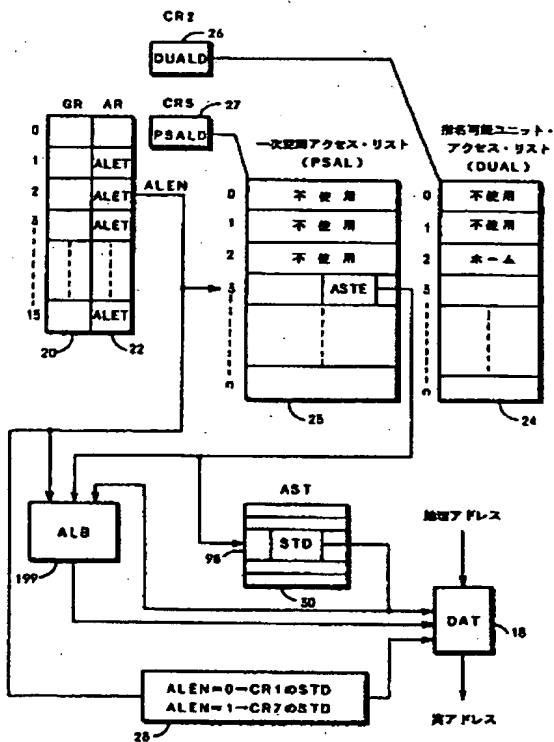 CR2
26
DUALD
CR5
27
PSALD
GR AR
0
1 ALET
2 ALET
3 ALET
15 ALET
20
22
ALEN
一次空間アクセス・リスト
(PSAL)
0 不使用
1 不使用
2 不使用
3 ASTE
n
25
指名可能ユニット・
アクセス・リスト
(DUAL)
0 不使用
1 不使用
2 ホーム
3
n
24
ALB
199
AST
98
STD
30
論理アドレス
DAT
18
実アドレス
ALEN=0→CR1のSTD
ALEN=1→CR7のSTD
28